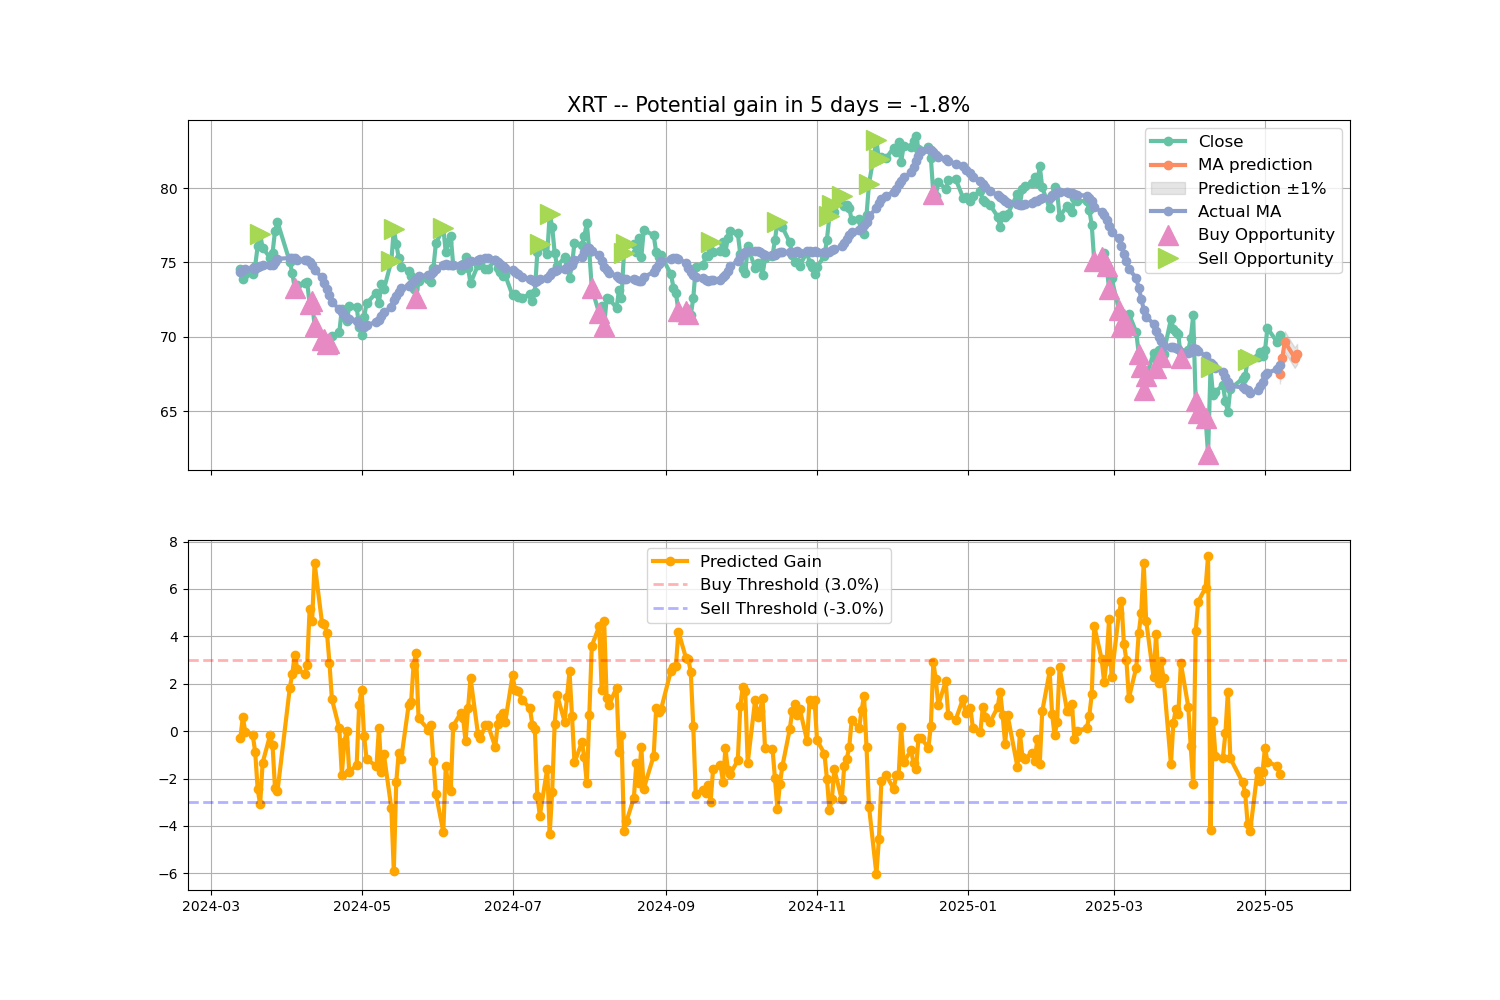 XRT -- Potential gain in 5 days = -1.8%
Close
MA prediction
Prediction ±1%
Actual MA
Buy Opportunity
Sell Opportunity
80
75
70
65
Predicted Gain
Buy Threshold (3.0%)
Sell Threshold (-3.0%)
8
6
4
2
0
−2
−4
−6
2024-03 2024-05 2024-07 2024-09 2024-11 2025-01 2025-03 2025-05